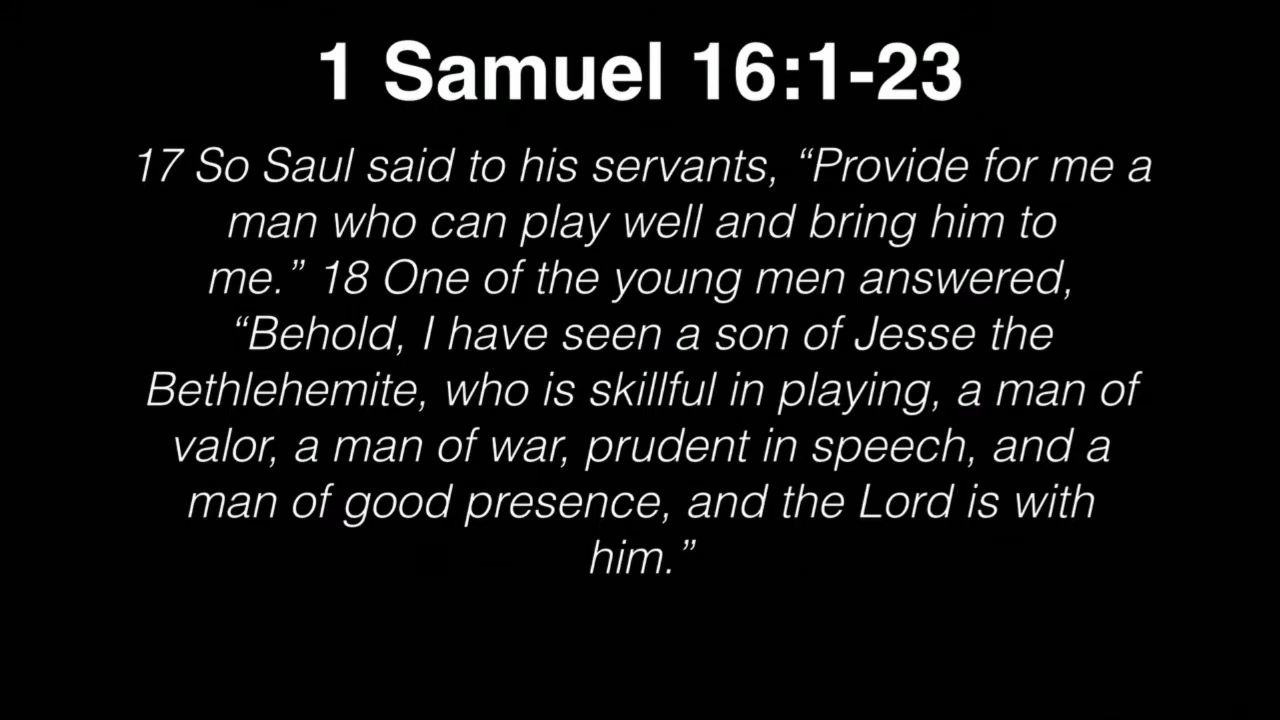 1 Samuel 16:1-23
17 So Saul said to his servants, “Provide for me a
man who can play well and bring him to
me.” 18 One of the young men answered,
“Behold, I have seen a son of Jesse the
Bethlehemite, who is skillful in playing, a man of
valor, a man of war, prudent in speech, and a
man of good presence, and the Lord is with
him.”